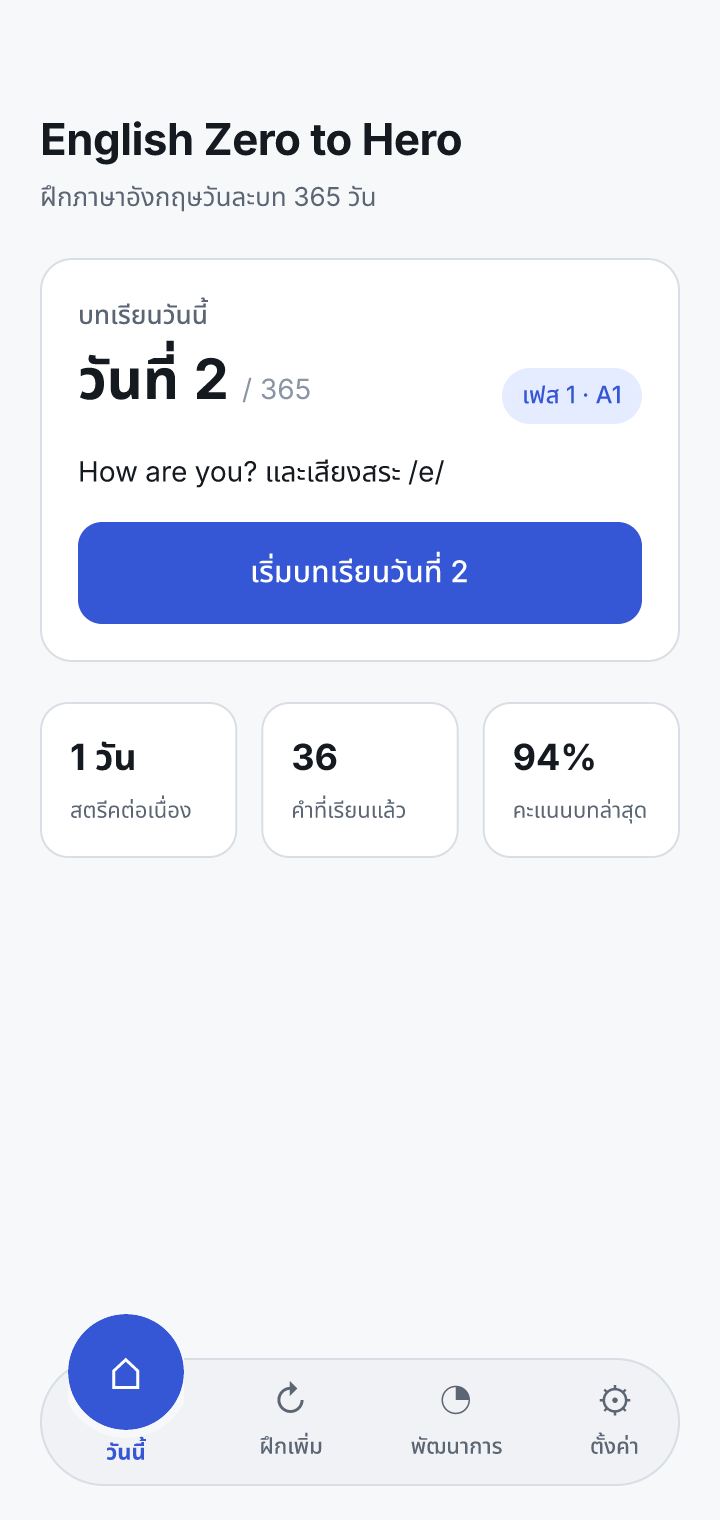 English Zero to Hero
ฝึกภาษาอังกฤษวันละบท 365 วัน
บทเรียนวันนี้
วันที่ 2 / 365
เฟส 1 · A1
How are you? และเสียงสระ /e/
เริ่มบทเรียนวันที่ 2
1 วัน
สตรีคต่อเนื่อง
36
คำที่เรียนแล้ว
94%
คะแนนบทล่าสุด
วันนี้
ฝึกเพิ่ม
พัฒนาการ
ตั้งค่า